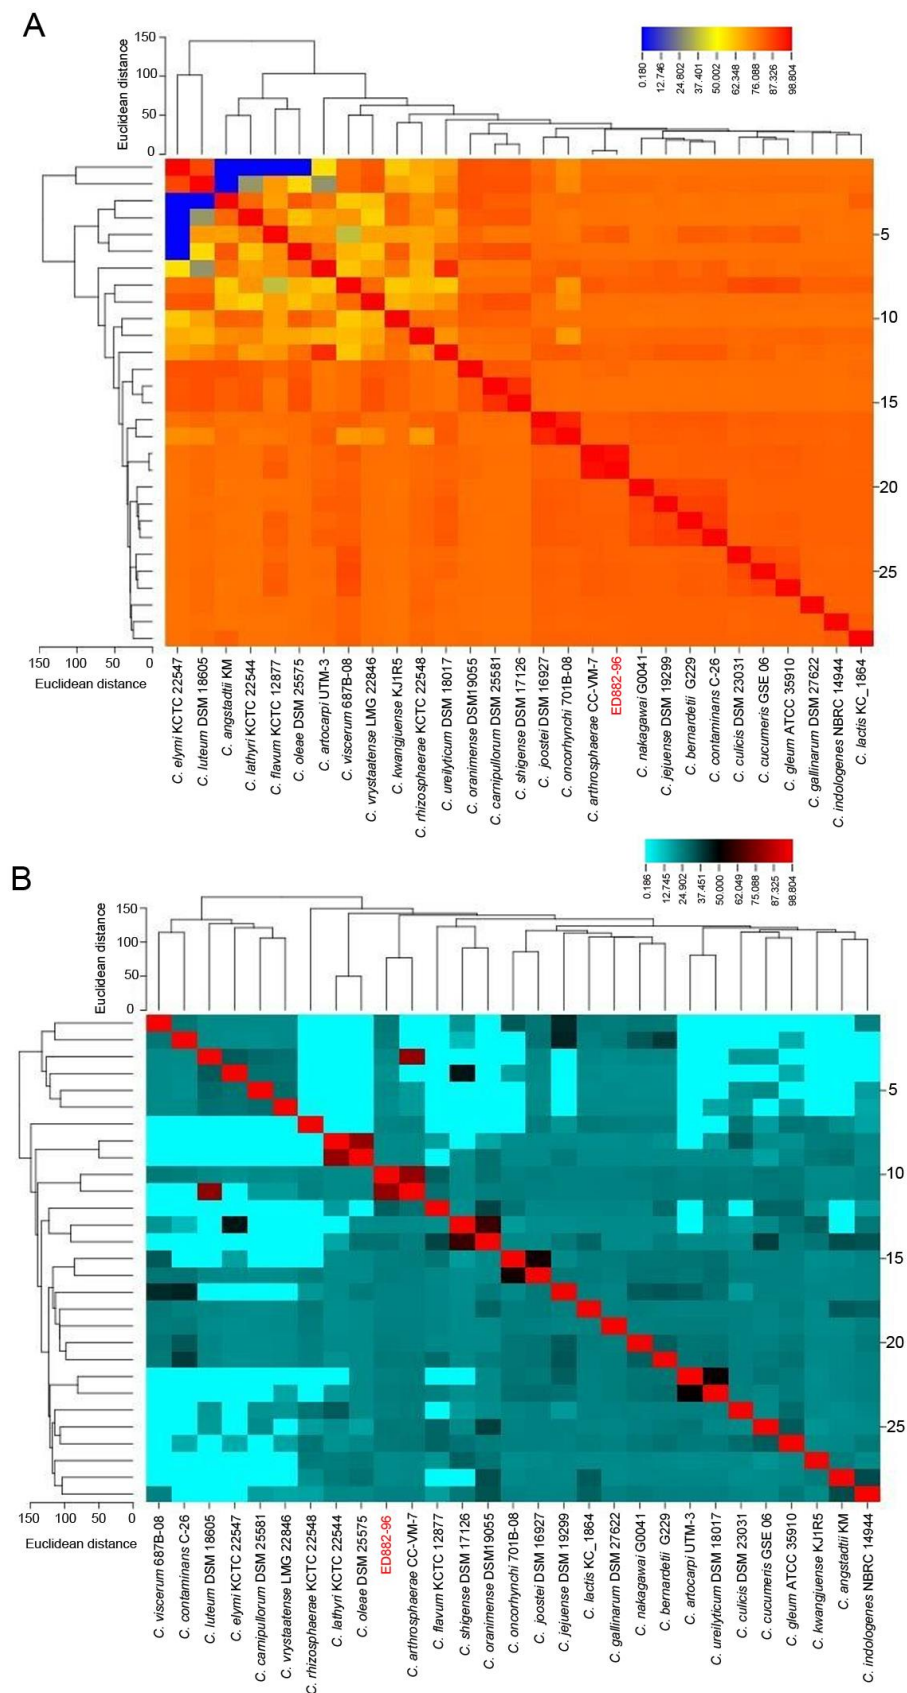 A
Euclidean distance
150
100
50
0
0.180
12.746
24.802
37.401
50.002
62.348
76.088
87.326
98.804
5
10
15
20
25
150 100 50 0
Euclidean distance
C. elymi KCTC 22547
C. luteum DSM 18605
C. angstadtii KM
C. lathyri KCTC 22544
C. flavum KCTC 12877
C. oleae DSM 25575
C. artocarpi UTM-3
C. viscerum 687B-08
C. vrystaatense LMG 22846
C. kwangjuense KJ1R5
C. rhizosphaerae KCTC 22548
C. ureilyticum DSM 18017
C. oranimense DSM19055
C. carnipullorum DSM 25581
C. shigense DSM 17126
C. joostei DSM 16927
C. oncorhynchi 701B-08
C. arthrosphaerae CC-VM-7
ED882-96
C. nakagawai G0041
C. jejuense DSM 19299
C. bernardetii G229
C. contaminans C-26
C. culicis DSM 23031
C. cucumeris GSE 06
C. gleum ATCC 35910
C. gallinarum DSM 27622
C. indologenes NBRC 14944
C. lactis KC_1864
B
Euclidean distance
150
100
50
0
0.186
12.745
24.902
37.451
50.000
62.049
75.088
87.325
98.804
5
10
15
20
25
150 100 50 0
Euclidean distance
C. viscerum 687B-08
C. contaminans C-26
C. luteum DSM 18605
C. elymi KCTC 22547
C. carnipullorum DSM 25581
C. vrystaatense LMG 22846
C. rhizosphaerae KCTC 22548
C. lathyri KCTC 22544
C. oleae DSM 25575
ED882-96
C. arthrosphaerae CC-VM-7
C. flavum KCTC 12877
C. shigense DSM 17126
C. oranimense DSM19055
C. oncorhynchi 701B-08
C. joostei DSM 16927
C. jejuense DSM 19299
C. lactis KC_1864
C. gallinarum DSM 27622
C. nakagawai G0041
C. bernardetii G229
C. artocarpi UTM-3
C. ureilyticum DSM 18017
C. culicis DSM 23031
C. cucumeris GSE 06
C. gleum ATCC 35910
C. kwangjuense KJ1R5
C. angstadtii KM
C. indologenes NBRC 14944